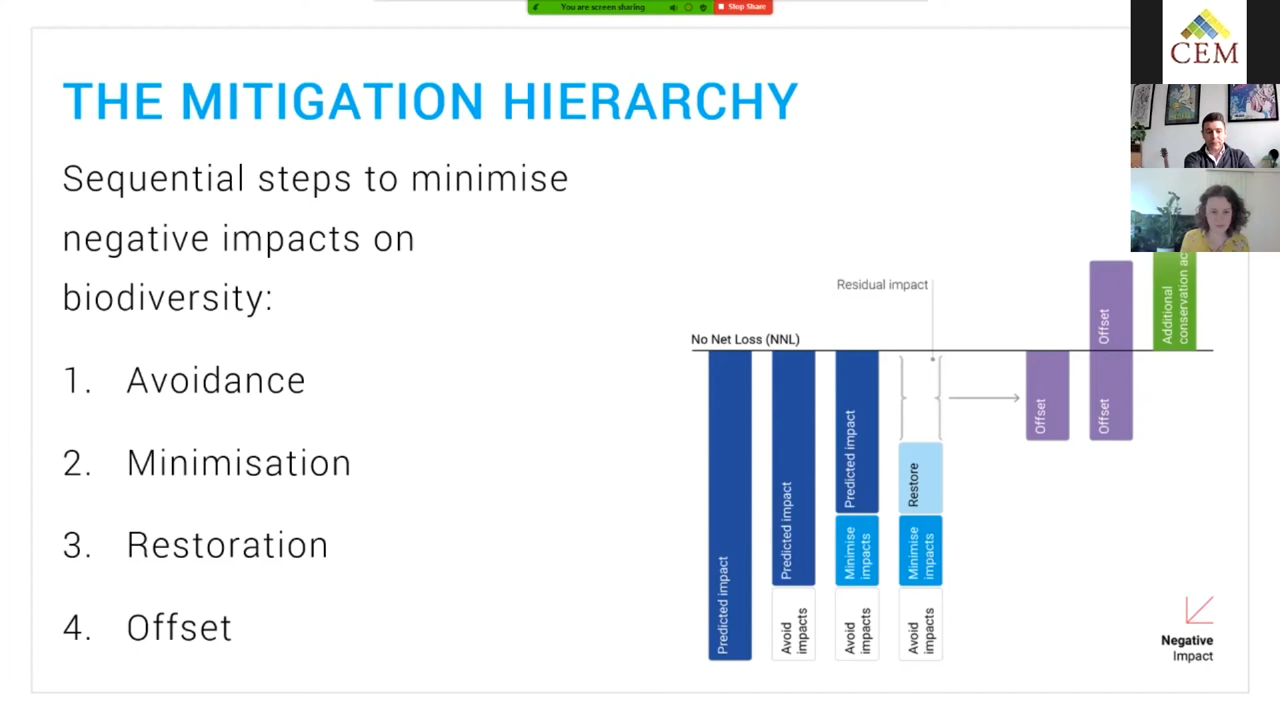 You are screen sharing
Stop Share
CEM
THE MITIGATION HIERARCHY
Sequential steps to minimise
negative impacts on
biodiversity:
1. Avoidance
2. Minimisation
3. Restoration
4. Offset
Residual impact
No Net Loss (NNL)
Predicted impact
Predicted impact
Avoid
impacts
Predicted impact
Minimise
impacts
Avoid
impacts
Restore
Minimise
impacts
Avoid
impacts
Offset
Offset
Offset
Additional
conservation
Negative
Impact